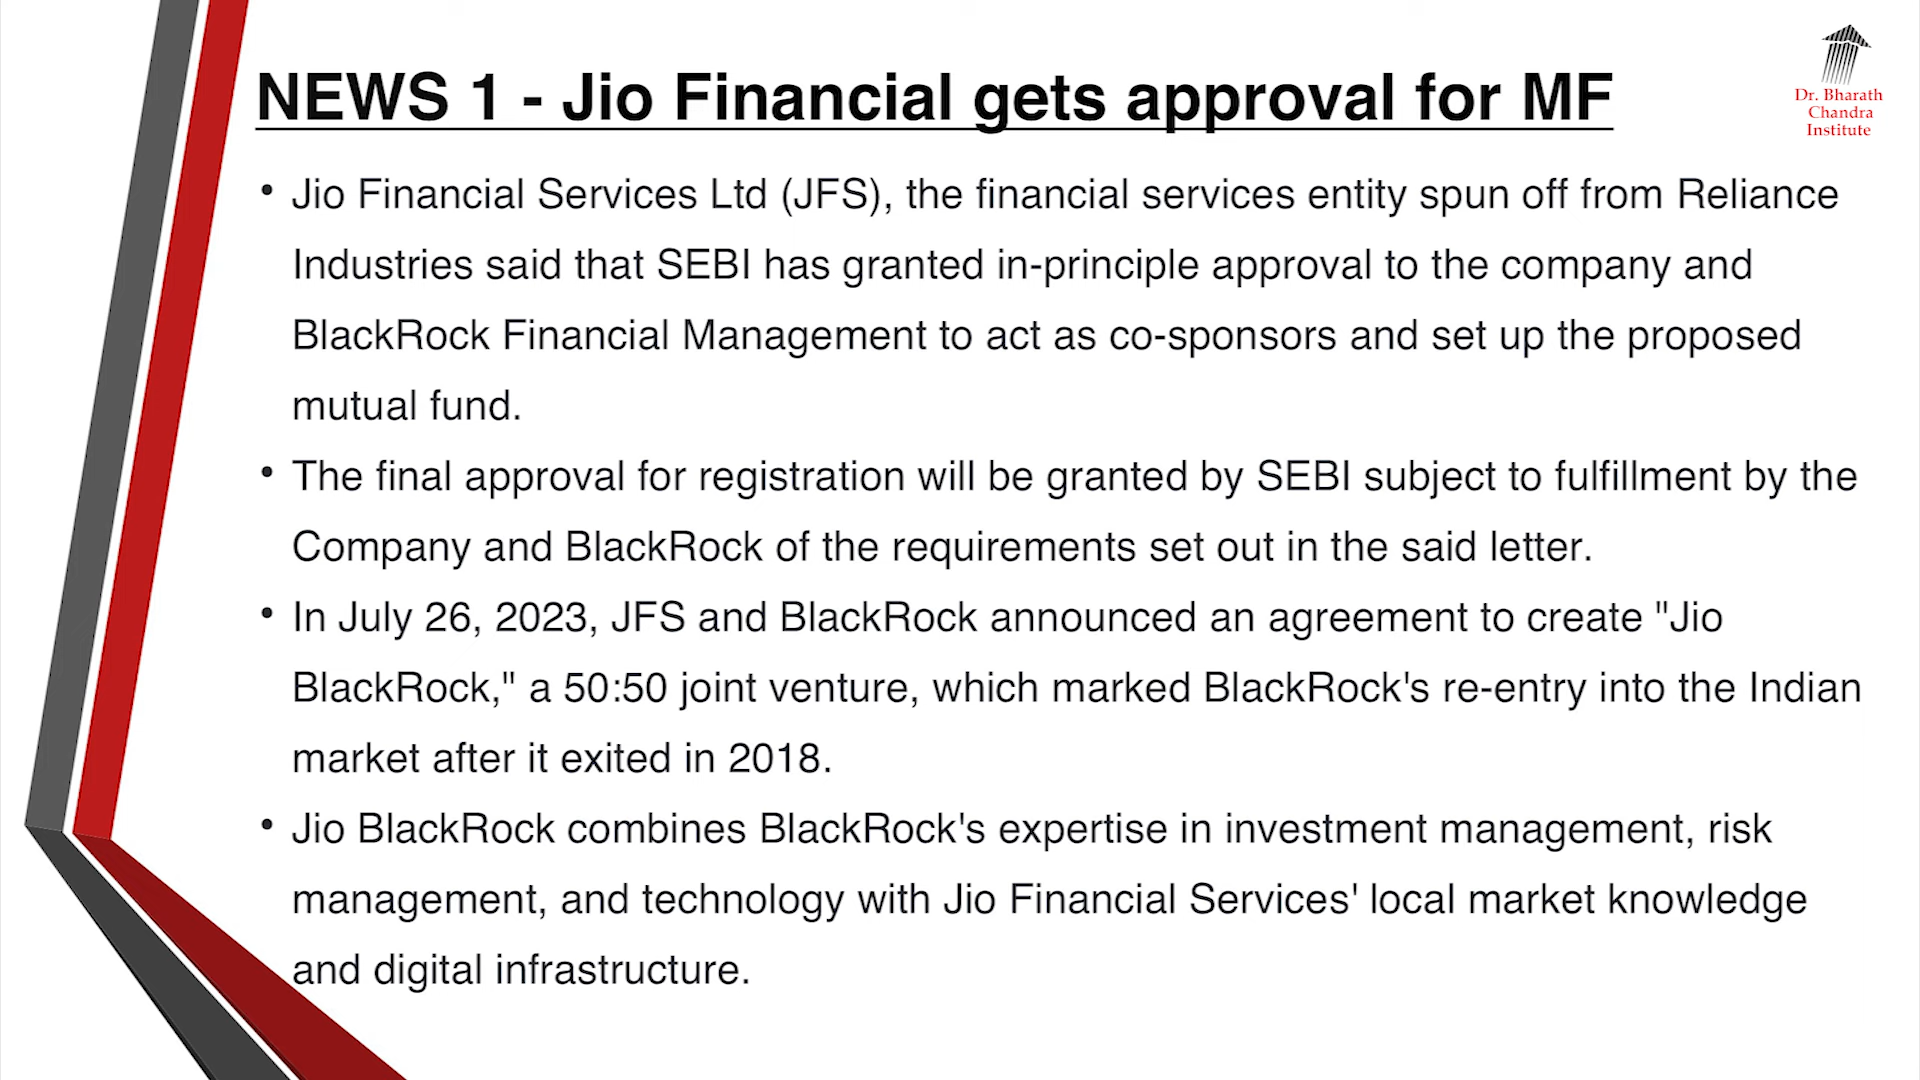 NEWS 1 - Jio Financial gets approval for MF
Dr. Bharath
Chandra
Institute
• Jio Financial Services Ltd (JFS), the financial services entity spun off from Reliance
Industries said that SEBI has granted in-principle approval to the company and
BlackRock Financial Management to act as co-sponsors and set up the proposed
mutual fund.
• The final approval for registration will be granted by SEBI subject to fulfillment by the
Company and BlackRock of the requirements set out in the said letter.
• In July 26, 2023, JFS and BlackRock announced an agreement to create "Jio
BlackRock," a 50:50 joint venture, which marked BlackRock's re-entry into the Indian
market after it exited in 2018.
• Jio BlackRock combines BlackRock's expertise in investment management, risk
management, and technology with Jio Financial Services' local market knowledge
and digital infrastructure.